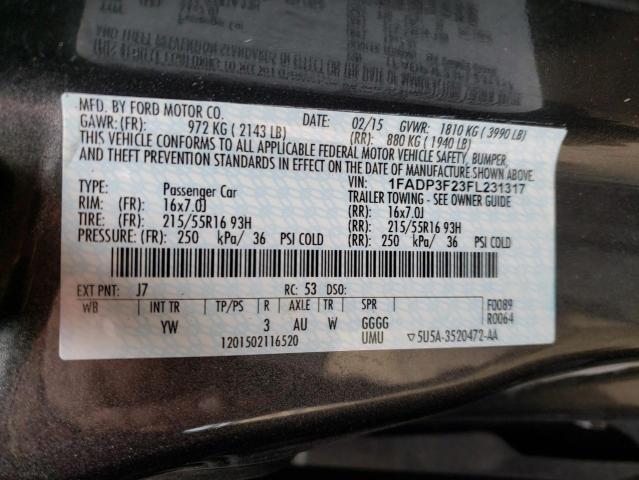 MFD. BY FORD MOTOR CO. DATE: 02/15 GVWR: 1810 KG ( 3990 LB)
GAWR: (FR): 972 KG ( 2143 LB) (RR): 880 KG ( 1940 LB)
THIS VEHICLE CONFORMS TO ALL APPLICABLE FEDERAL MOTOR VEHICLE SAFETY, BUMPER,
AND THEFT PREVENTION STANDARDS IN EFFECT ON THE DATE OF MANUFACTURE SHOWN ABOVE.
VIN: 1FADP3F23FL231317
TYPE: Passenger Car TRAILER TOWING - SEE OWNER GUIDE
RIM: (FR): 16x7.0J (RR): 16x7.0J
TIRE: (FR): 215/55R16 93H (RR): 215/55R16 93H
PRESSURE: (FR): 250 kPa/ 36 PSI COLD (RR): 250 kPa/ 36 PSI COLD
EXT PNT: J7 RC: 53 DSO:
WB INT TR TP/PS R AXLE TR SPR F0089
YW 3 AU W GGGG R0064
1201502116520 UMU ▽5U5A-3520472-AA